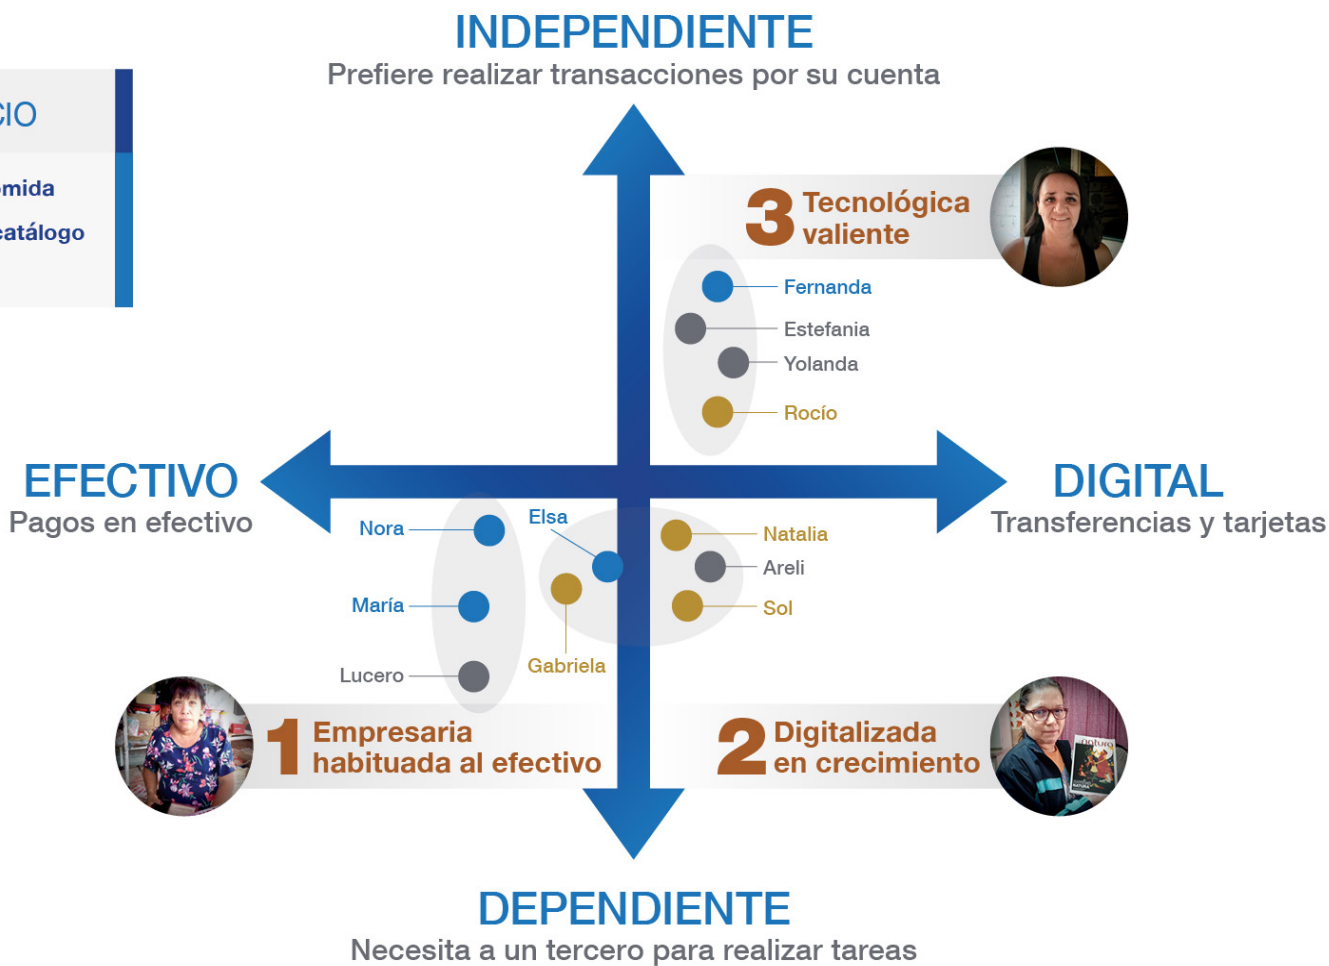 INDEPENDIENTE
Prefiere realizar transacciones por su cuenta
CIO
mida
catálogo
3 Tecnológica
valiente
Fernanda
Estefania
Yolanda
Rocío
EFECTIVO
Pagos en efectivo
DIGITAL
Transferencias y tarjetas
Nora
Elsa
Natalia
Areli
María
Sol
Gabriela
Lucero
1 Empresaria
habituada al efectivo
2 Digitalizada
en crecimiento
natura
NATURA
DEPENDIENTE
Necesita a un tercero para realizar tareas